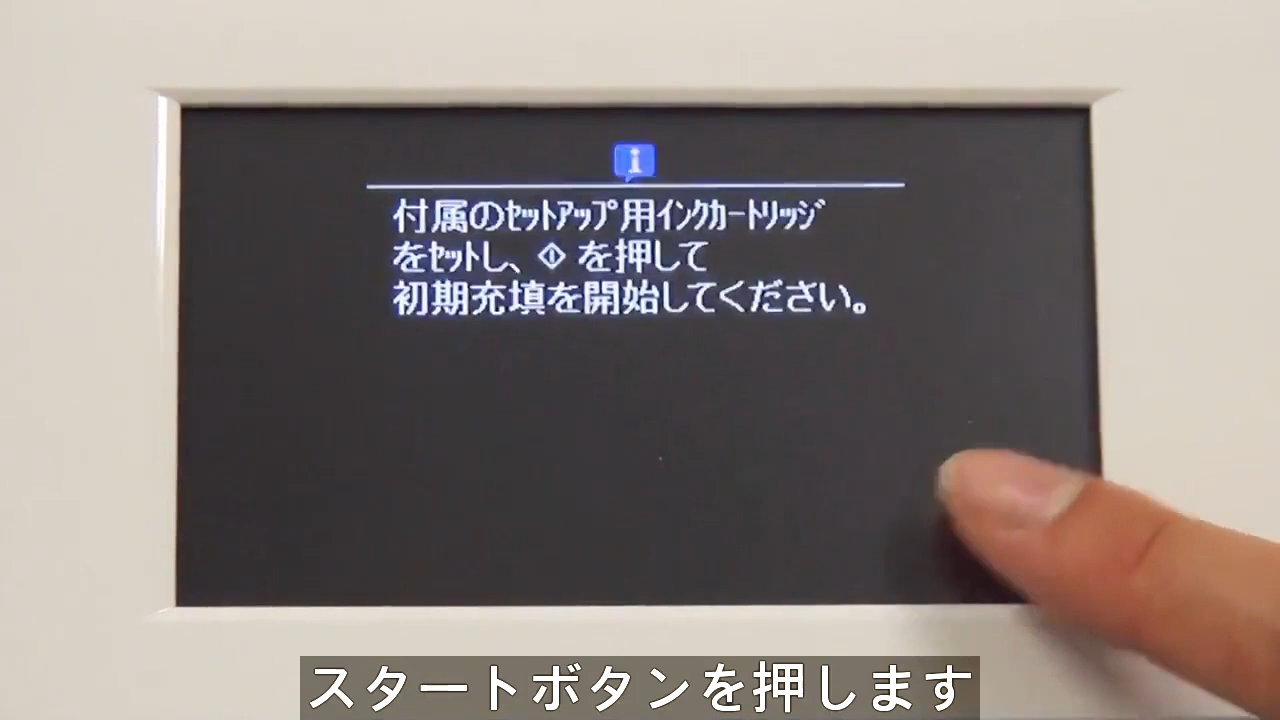 i
付属のｾｯﾄｱｯﾌﾟ用ｲﾝｸｶｰﾄﾘｯｼﾞ
をｾｯﾄし、 を押して
初期充填を開始してください。
スタートボタンを押します